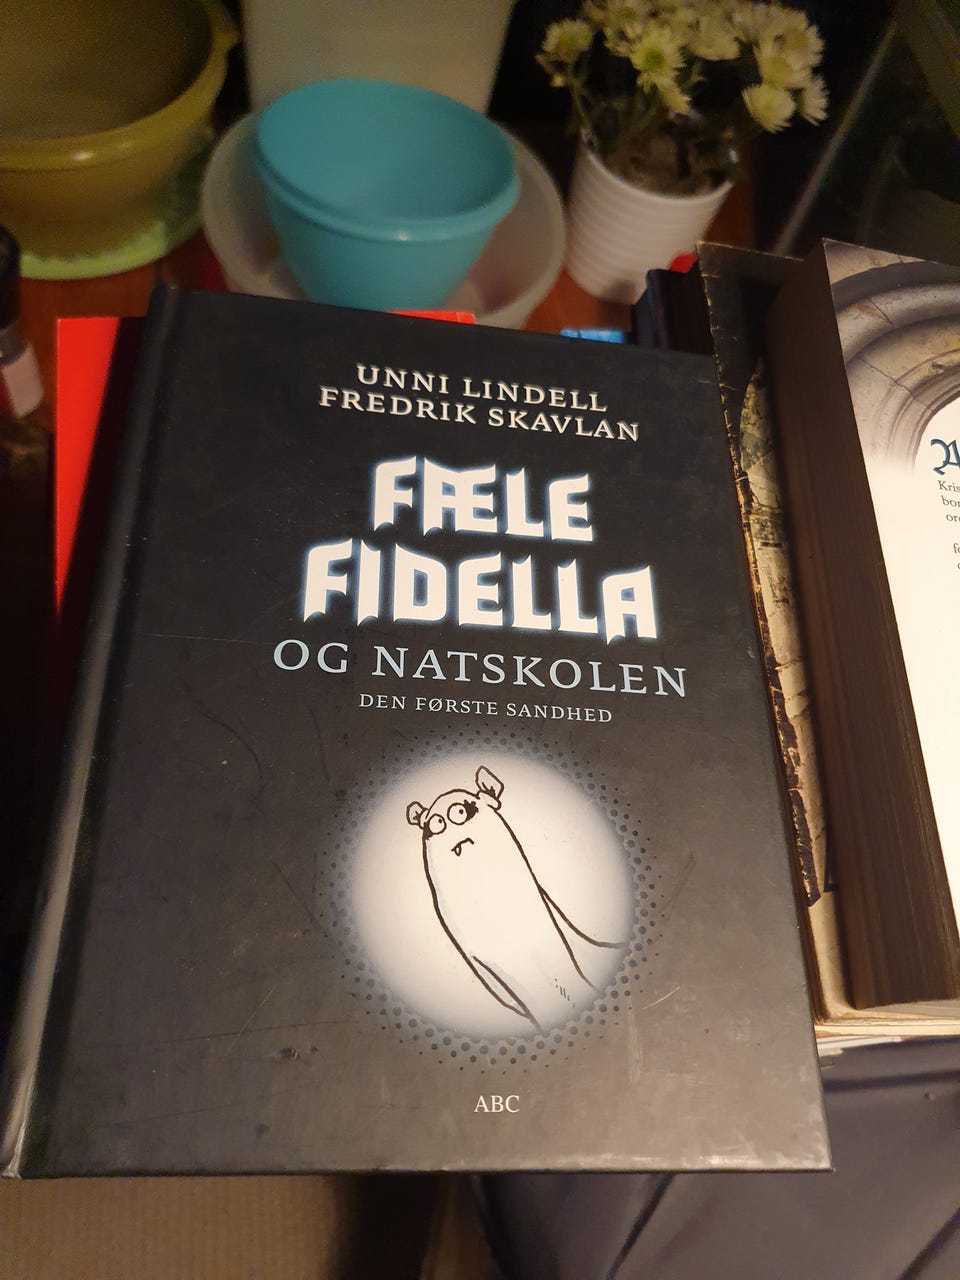 UNNI LINDELL
FREDRIK SKAVLAN
FÆLE
FIDELLA
OG NATSKOLEN
DEN FØRSTE SANDHED
ABC